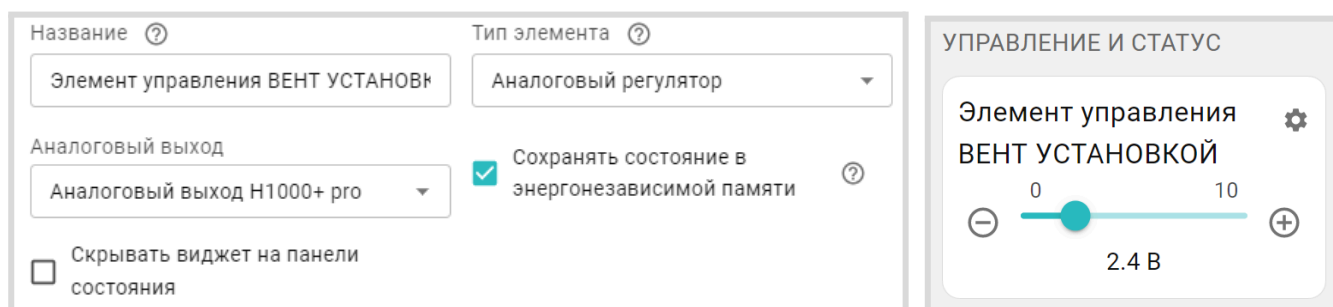 Название
Тип элемента
Элемент управления ВЕНТ УСТАНОВК
Аналоговый регулятор
Аналоговый выход
Аналоговый выход H1000+ pro
Сохранять состояние в
энергонезависимой памяти
Скрывать виджет на панели
состояния
УПРАВЛЕНИЕ И СТАТУС
Элемент управления
ВЕНТ УСТАНОВКОЙ
0 10
2.4 В